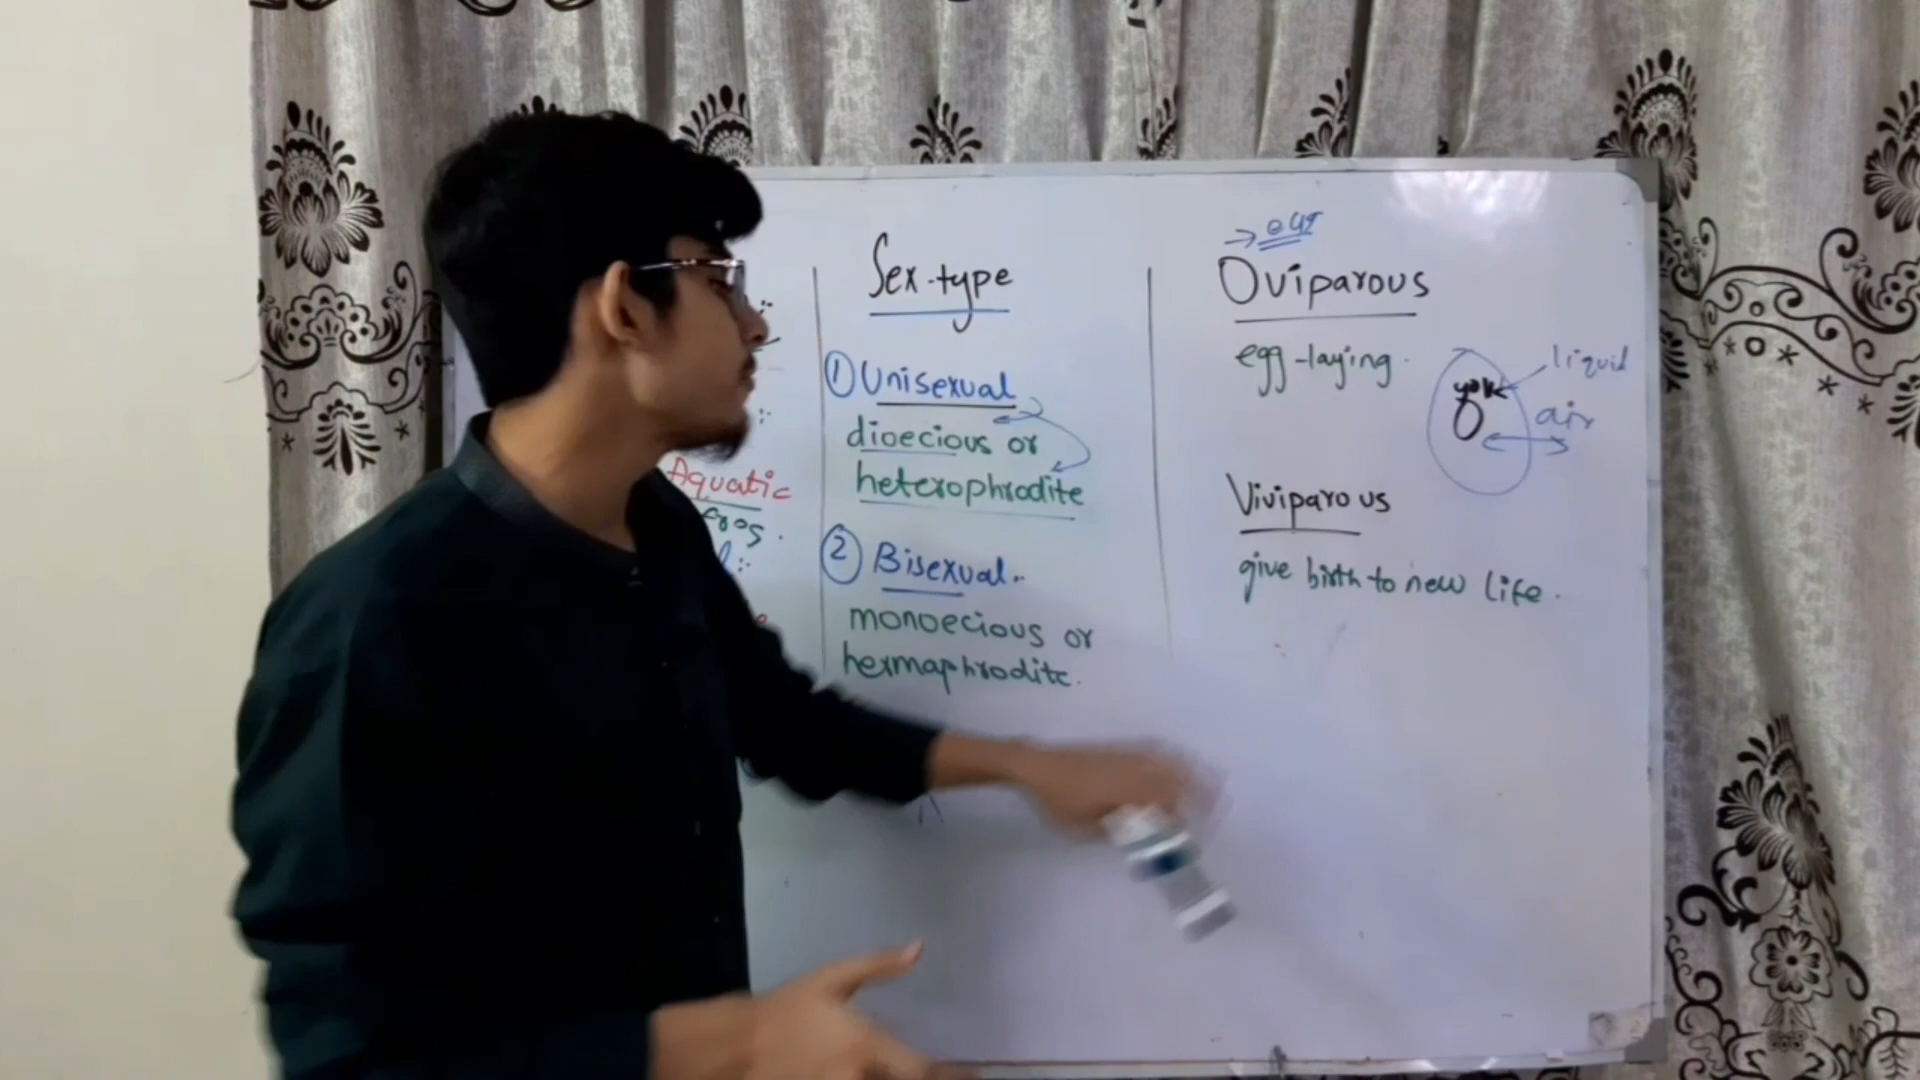 Aquatic
Sex-type
① Unisexual
dioecious or
heterophrodite
② Bisexual..
monoecious or
hermaphrodite.
→ out
Oviparous
egg-laying.
yolk
liquid
air
Viviparous
give birth to new life.